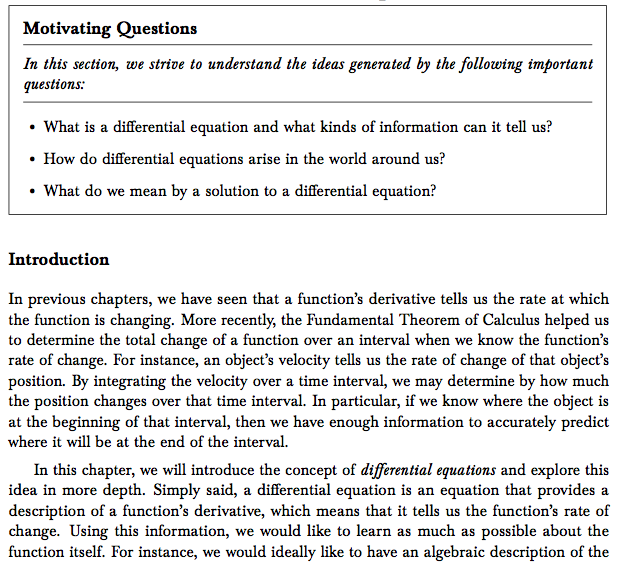 Motivating Questions
In this section, we strive to understand the ideas generated by the following important
questions:
• What is a differential equation and what kinds of information can it tell us?
• How do differential equations arise in the world around us?
• What do we mean by a solution to a differential equation?
Introduction
In previous chapters, we have seen that a function's derivative tells us the rate at which
the function is changing. More recently, the Fundamental Theorem of Calculus helped us
to determine the total change of a function over an interval when we know the function's
rate of change. For instance, an object's velocity tells us the rate of change of that object's
position. By integrating the velocity over a time interval, we may determine by how much
the position changes over that time interval. In particular, if we know where the object is
at the beginning of that interval, then we have enough information to accurately predict
where it will be at the end of the interval.
In this chapter, we will introduce the concept of differential equations and explore this
idea in more depth. Simply said, a differential equation is an equation that provides a
description of a function's derivative, which means that it tells us the function's rate of
change. Using this information, we would like to learn as much as possible about the
function itself. For instance, we would ideally like to have an algebraic description of the